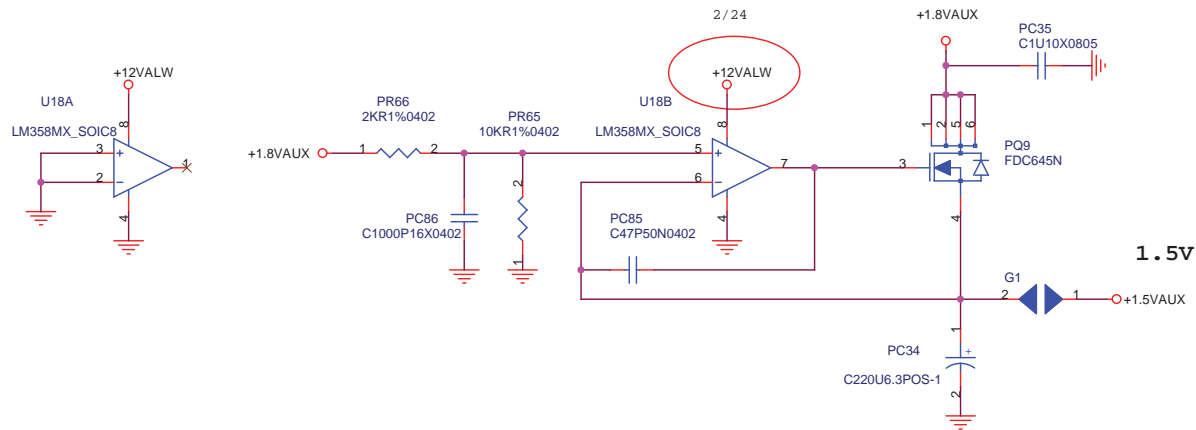 2/24
+12VALW
U18A
LM358MX_SOIC8
8
3
+
2
-
1
4
+1.8VAUX
1
PR66
2KR1%0402
2
PR65
10KR1%0402
2
1
PC86
C1000P16X0402
+12VALW
U18B
LM358MX_SOIC8
8
5
+
6
-
7
4
PC85
C47P50N0402
+1.8VAUX
PC35
C1U10X0805
1
2
5
6
PQ9
FDC645N
3
4
1.5V
G1
2
1
+1.5VAUX
1
PC34
+
C220U6.3POS-1
2